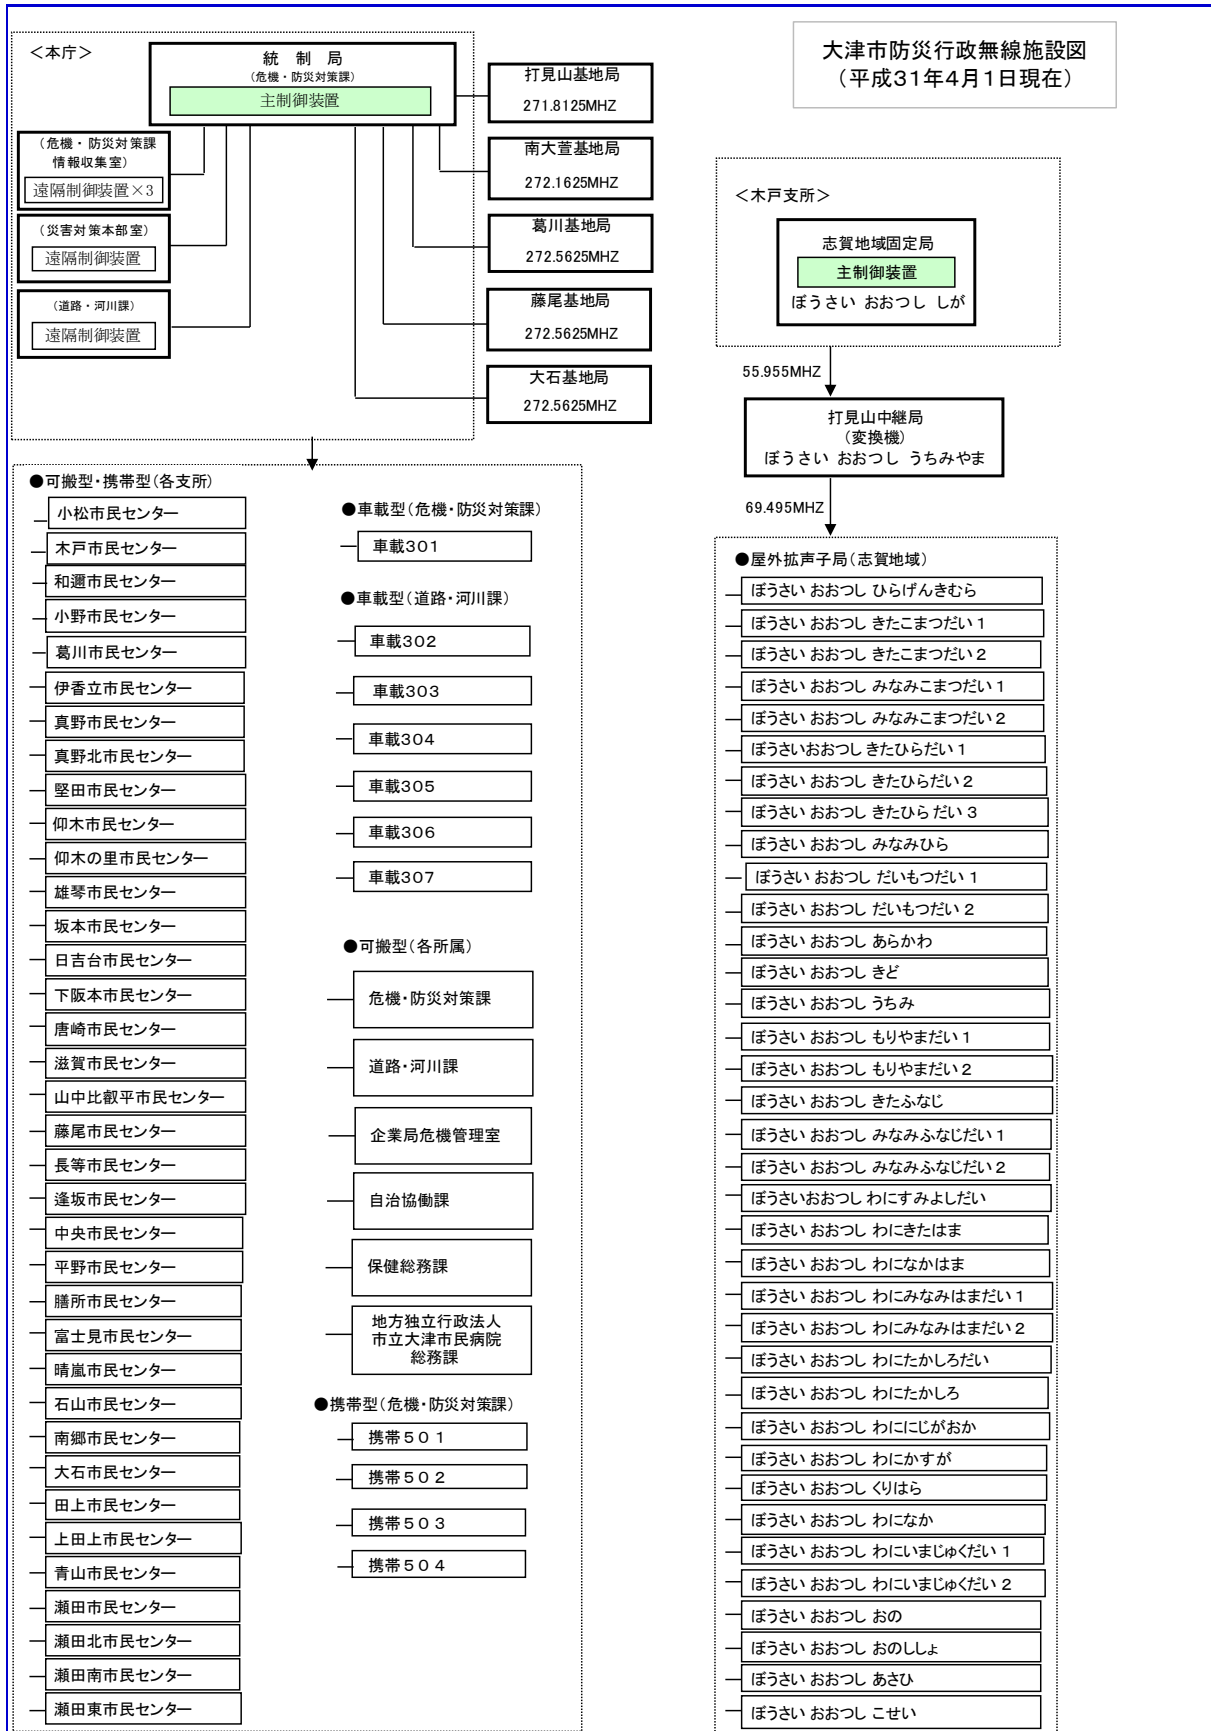 大津市防災行政無線施設図
（平成31年4月1日現在）
＜本庁＞
統 制 局
（危機・防災対策課）
主制御装置
（危機・防災対策課
情報収集室）
遠隔制御装置×3
（災害対策本部室）
遠隔制御装置
（道路・河川課）
遠隔制御装置
打見山基地局
271.8125MHZ
南大萱基地局
272.1625MHZ
葛川基地局
272.5625MHZ
藤尾基地局
272.5625MHZ
大石基地局
272.5625MHZ
＜木戸支所＞
志賀地域固定局
主制御装置
ぼうさい おおつし しが
55.955MHZ
打見山中継局
（変換機）
ぼうさい おおつし うちみやま
69.495MHZ
●可搬型・携帯型（各支所）
小松市民センター
木戸市民センター
和邇市民センター
小野市民センター
葛川市民センター
伊香立市民センター
真野市民センター
真野北市民センター
堅田市民センター
仰木市民センター
仰木の里市民センター
雄琴市民センター
坂本市民センター
日吉台市民センター
下阪本市民センター
唐崎市民センター
滋賀市民センター
山中比叡平市民センター
藤尾市民センター
長等市民センター
逢坂市民センター
中央市民センター
平野市民センター
膳所市民センター
富士見市民センター
晴嵐市民センター
石山市民センター
南郷市民センター
大石市民センター
田上市民センター
上田上市民センター
青山市民センター
瀬田市民センター
瀬田北市民センター
瀬田南市民センター
瀬田東市民センター
●車載型（危機・防災対策課）
車載301
●車載型（道路・河川課）
車載302
車載303
車載304
車載305
車載306
車載307
●可搬型（各所属）
危機・防災対策課
道路・河川課
企業局危機管理室
自治協働課
保健総務課
地方独立行政法人
市立大津市民病院
総務課
●携帯型（危機・防災対策課）
携帯501
携帯502
携帯503
携帯504
●屋外拡声子局（志賀地域）
ぼうさい おおつし ひらげんきむら
ぼうさい おおつし きたこまつだい 1
ぼうさい おおつし きたこまつだい 2
ぼうさい おおつし みなみこまつだい 1
ぼうさい おおつし みなみこまつだい 2
ぼうさいおおつし きたひらだい 1
ぼうさい おおつし きたひらだい 2
ぼうさい おおつし きたひら だい 3
ぼうさい おおつし みなみひら
ぼうさい おおつし だいもつだい 1
ぼうさい おおつし だいもつだい 2
ぼうさい おおつし あらかわ
ぼうさい おおつし きど
ぼうさい おおつし うちみ
ぼうさい おおつし もりやまだい 1
ぼうさい おおつし もりやまだい 2
ぼうさい おおつし きたふなじ
ぼうさい おおつし みなみふなじだい 1
ぼうさい おおつし みなみふなじだい 2
ぼうさいおおつし わにすみよしだい
ぼうさい おおつし わにきたはま
ぼうさい おおつし わになかはま
ぼうさい おおつし わにみなみはまだい 1
ぼうさい おおつし わにみなみはまだい 2
ぼうさい おおつし わにたかしろだい
ぼうさい おおつし わにたかしろ
ぼうさい おおつし わににじがおか
ぼうさい おおつし わにかすが
ぼうさい おおつし くりはら
ぼうさい おおつし わになか
ぼうさい おおつし わにいまじゅくだい 1
ぼうさい おおつし わにいまじゅくだい 2
ぼうさい おおつし おの
ぼうさい おおつし おのししょ
ぼうさい おおつし あさひ
ぼうさい おおつし こせい